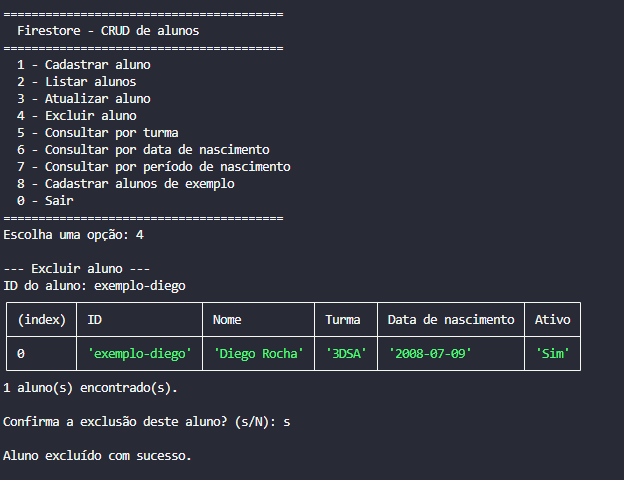 ========================================
Firestore - CRUD de alunos
========================================
1 - Cadastrar aluno
2 - Listar alunos
3 - Atualizar aluno
4 - Excluir aluno
5 - Consultar por turma
6 - Consultar por data de nascimento
7 - Consultar por período de nascimento
8 - Cadastrar alunos de exemplo
0 - Sair
========================================
Escolha uma opção: 4
--- Excluir aluno ---
ID do aluno: exemplo-diego
(index) ID Nome Turma Data de nascimento Ativo
0 'exemplo-diego' 'Diego Rocha' '3DSA' '2008-07-09' 'Sim'
1 aluno(s) encontrado(s).
Confirma a exclusão deste aluno? (s/N): s
Aluno excluído com sucesso.